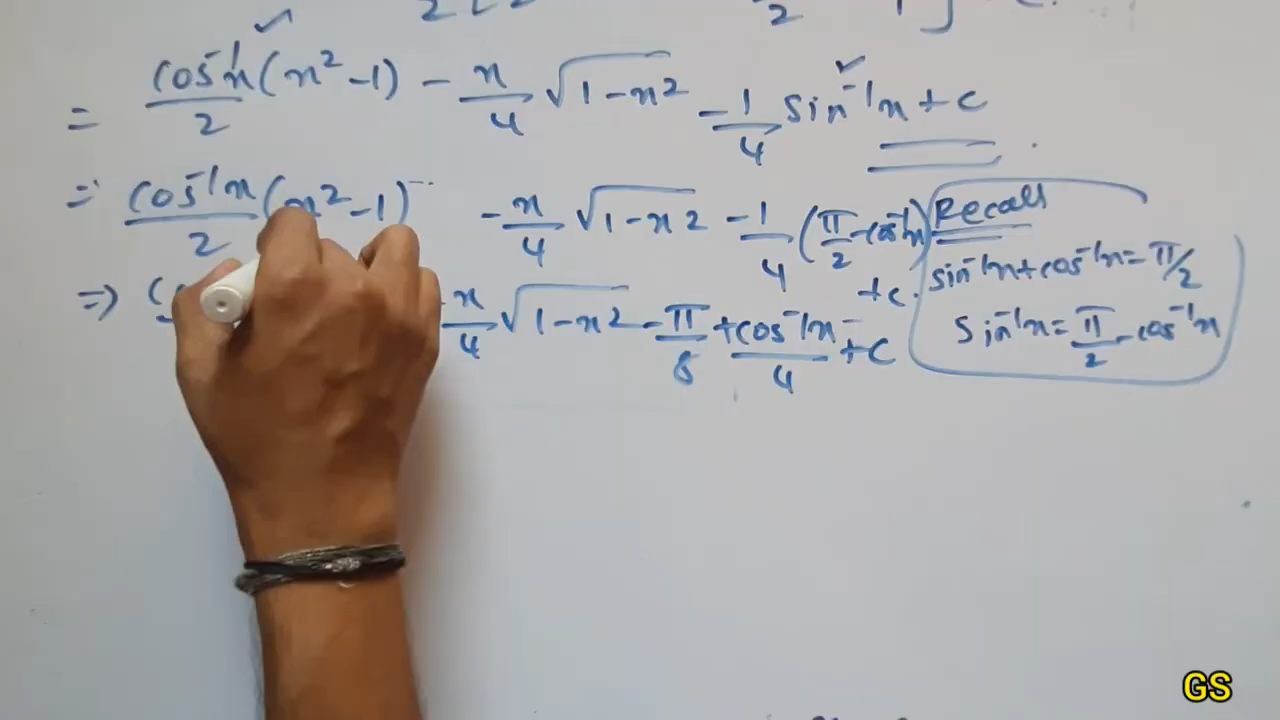 = cos⁻¹x/2 (x² - 1) - x/4 √1-x² - 1/4 sin⁻¹x + c
=> cos⁻¹x/2 (x² - 1) - x/4 √1-x² - 1/4 (π/2 - cos⁻¹x) + c.
=> - x/4 √1-x² - π/8 + cos⁻¹x/4 + c
Recall
sin⁻¹x + cos⁻¹x = π/2
sin⁻¹x = π/2 - cos⁻¹x
GS